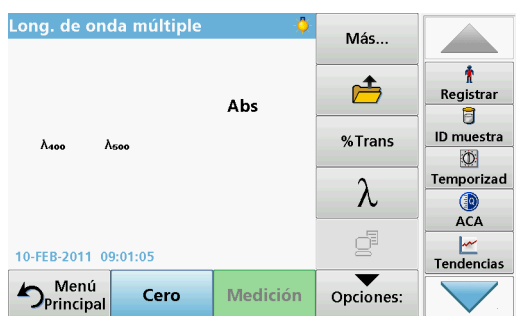 Long. de onda múltiple
Abs
λ400 λ500
10-FEB-2011 09:01:05
Menú Principal
Cero
Medición
Más...
%Trans
λ
Opciones:
Registrar
ID muestra
Temporizad
ACA
Tendencias